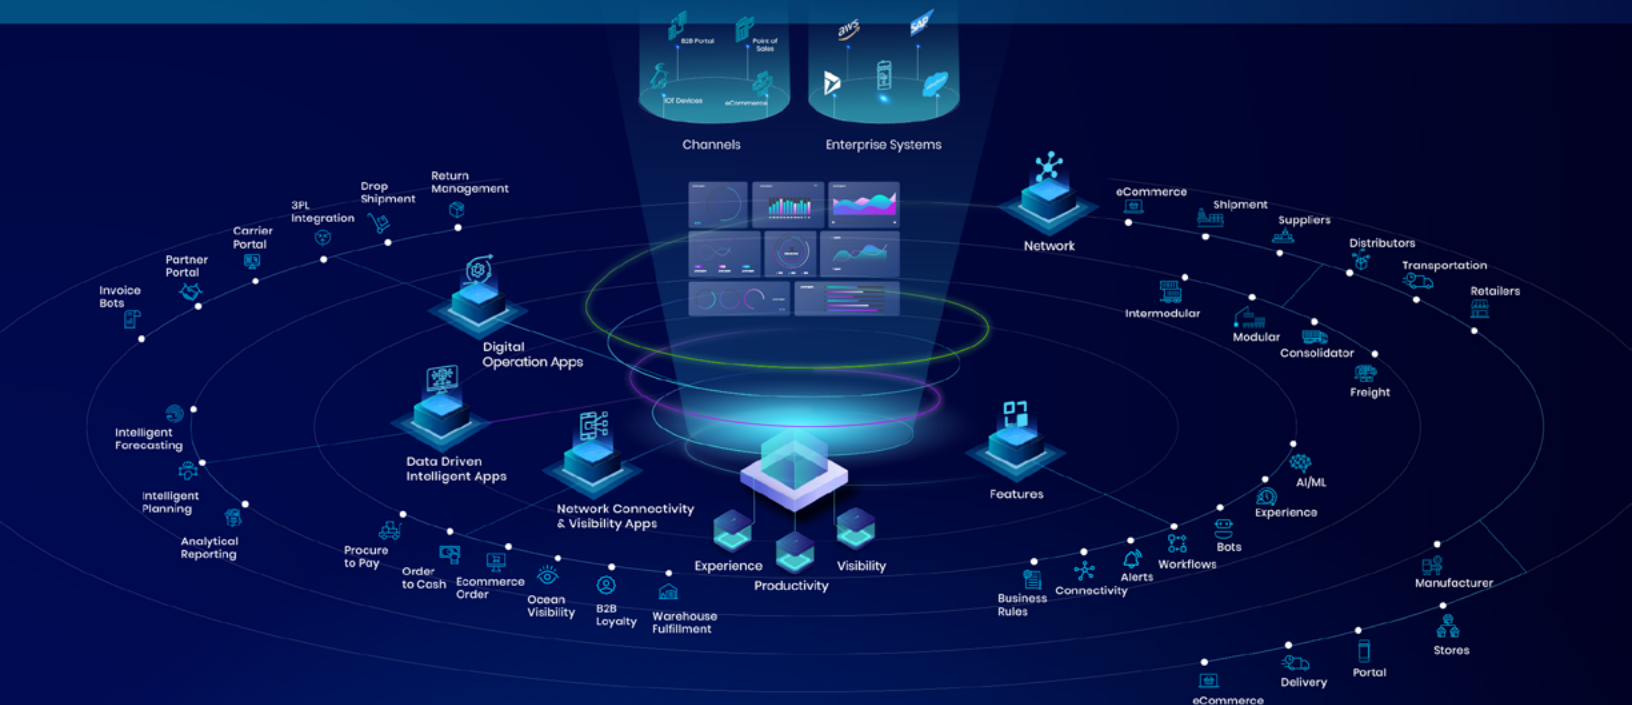 B2B Portal
Point of
Sales
IOT Devices
eCommerce
Channels
aws
SAP
Enterprise Systems
Return
Management
Drop
Shipment
3PL
Integration
Carrier
Portal
Partner
Portal
Invoice
Bots
Digital
Operation Apps
Data Driven
Intelligent Apps
Intelligent
Forecasting
Intelligent
Planning
Analytical
Reporting
Network Connectivity
& Visibility Apps
Procure
to Pay
Order
to Cash
Ecommerce
Order
Ocean
Visibility
B2B
Loyalty
Warehouse
Fulfillment
Experience
Productivity
Visibility
Network
eCommerce
Shipment
Suppliers
Distributors
Transportation
Retailers
Intermodular
Modular
Consolidator
Freight
Features
AI/ML
Experience
Bots
Workflows
Alerts
Connectivity
Business
Rules
Manufacturer
Stores
Portal
Delivery
eCommerce